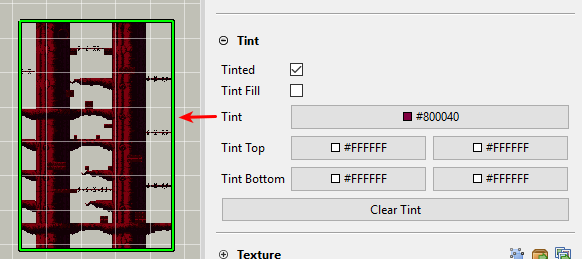 Tint
Tinted
Tint Fill
Tint #800040
Tint Top #FFFFFF #FFFFFF
Tint Bottom #FFFFFF #FFFFFF
Clear Tint
Texture